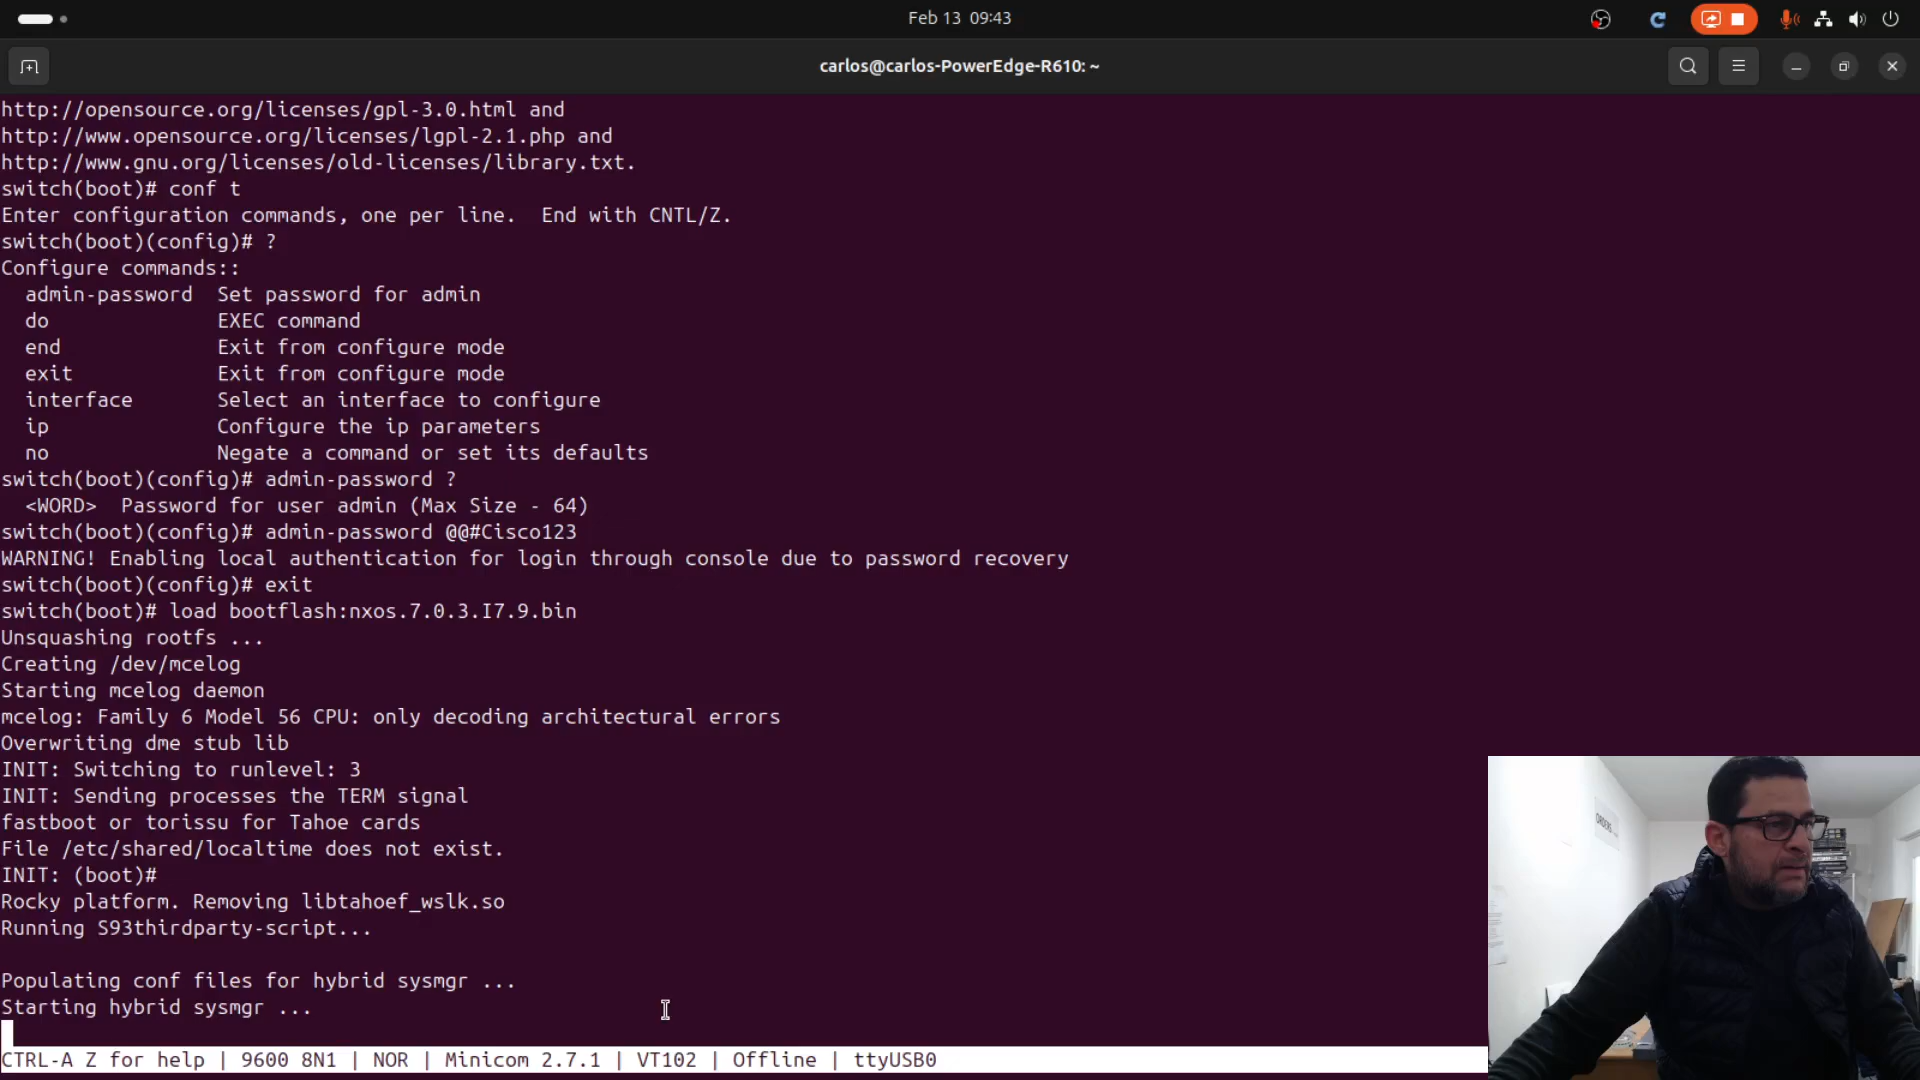 Feb 13 09:43
carlos@carlos-PowerEdge-R610: ~
http://opensource.org/licenses/gpl-3.0.html and
http://www.opensource.org/licenses/lgpl-2.1.php and
http://www.gnu.org/licenses/old-licenses/library.txt.
switch(boot)# conf t
Enter configuration commands, one per line.  End with CNTL/Z.
switch(boot)(config)# ?
Configure commands::
  admin-password  Set password for admin
  do              EXEC command
  end             Exit from configure mode
  exit            Exit from configure mode
  interface       Select an interface to configure
  ip              Configure the ip parameters
  no              Negate a command or set its defaults
switch(boot)(config)# admin-password ?
  <WORD>  Password for user admin (Max Size - 64)
switch(boot)(config)# admin-password @@#Cisco123
WARNING! Enabling local authentication for login through console due to password recovery
switch(boot)(config)# exit
switch(boot)# load bootflash:nxos.7.0.3.I7.9.bin
Unsquashing rootfs ...
Creating /dev/mcelog
Starting mcelog daemon
mcelog: Family 6 Model 56 CPU: only decoding architectural errors
Overwriting dme stub lib
INIT: Switching to runlevel: 3
INIT: Sending processes the TERM signal
fastboot or torissu for Tahoe cards
File /etc/shared/localtime does not exist.
INIT: (boot)#
Rocky platform. Removing libtahoef_wslk.so
Running S93thirdparty-script...
Populating conf files for hybrid sysmgr ...
Starting hybrid sysmgr ...
CTRL-A Z for help | 9600 8N1 | NOR | Minicom 2.7.1 | VT102 | Offline | ttyUSB0